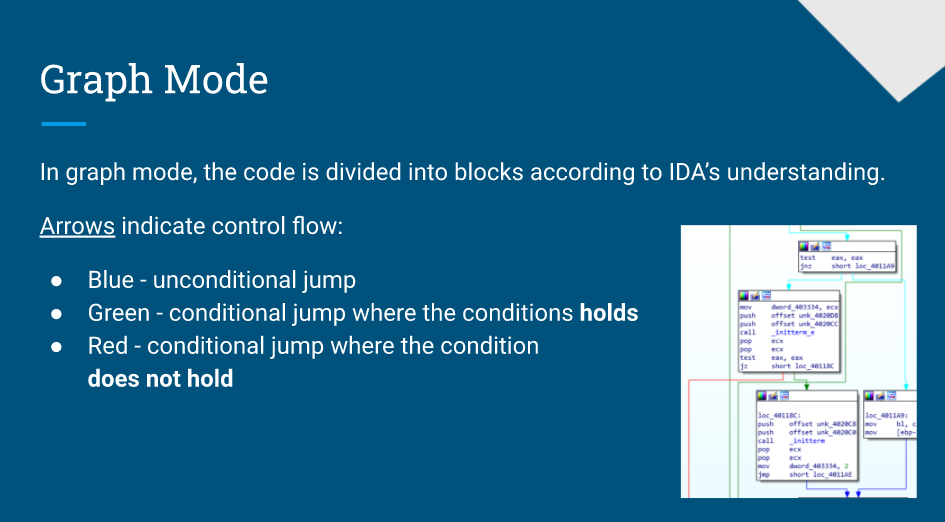 Graph Mode
In graph mode, the code is divided into blocks according to IDA’s understanding.
Arrows indicate control flow:
● Blue - unconditional jump
● Green - conditional jump where the conditions holds
● Red - conditional jump where the condition
does not hold
test eax, eax
jnz short loc_4011A9
mov dword_403334, ecx
push offset unk_4020D8
push offset unk_4020CC
call _initterm_e
pop ecx
pop ecx
test eax, eax
jz short loc_40118C
loc_40118C:
push offset unk_4020C8
push offset unk_4020C0
call _initterm
pop ecx
pop ecx
mov dword_403334, 2
jmp short loc_4011AE
loc_4011A9:
mov bl, c
mov [ebp-